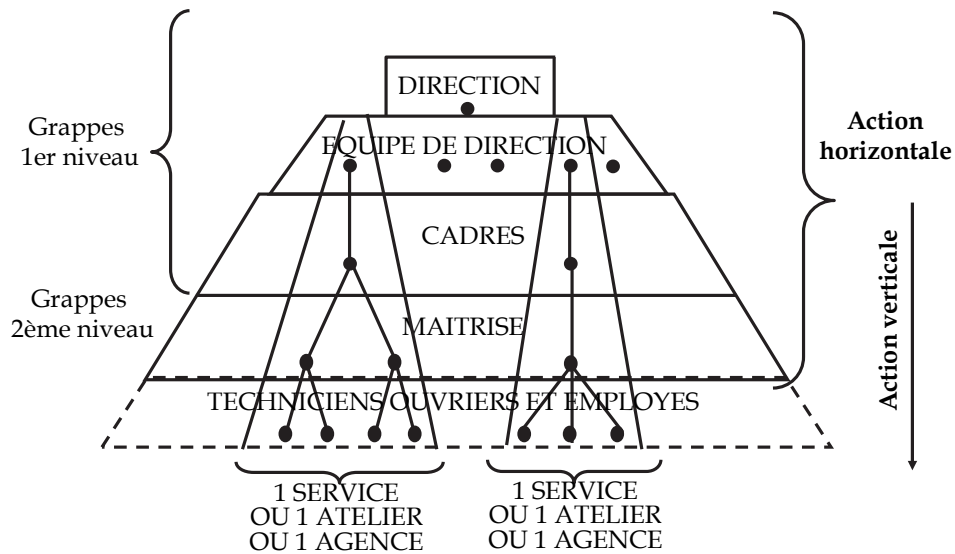 DIRECTION
Grappes
1er niveau
EQUIPE DE DIRECTION
Action
horizontale
CADRES
Grappes
2ème niveau
MAITRISE
Action verticale
TECHNICIENS OUVRIERS ET EMPLOYES
1 SERVICE
OU 1 ATELIER
OU 1 AGENCE
1 SERVICE
OU 1 ATELIER
OU 1 AGENCE